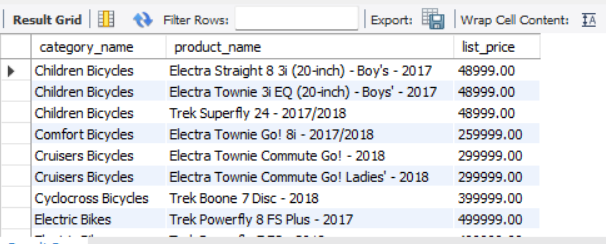 Result Grid Filter Rows: Export: Wrap Cell Content: IA
category_name product_name list_price
Children Bicycles Electra Straight 8 3i (20-inch) - Boy's - 2017 48999.00
Children Bicycles Electra Townie 3i EQ (20-inch) - Boys' - 2017 48999.00
Children Bicycles Trek Superfly 24 - 2017/2018 48999.00
Comfort Bicycles Electra Townie Go! 8i - 2017/2018 259999.00
Cruisers Bicycles Electra Townie Commute Go! - 2018 299999.00
Cruisers Bicycles Electra Townie Commute Go! Ladies' - 2018 299999.00
Cyclocross Bicycles Trek Boone 7 Disc - 2018 399999.00
Electric Bikes Trek Powerfly 8 FS Plus - 2017 499999.00